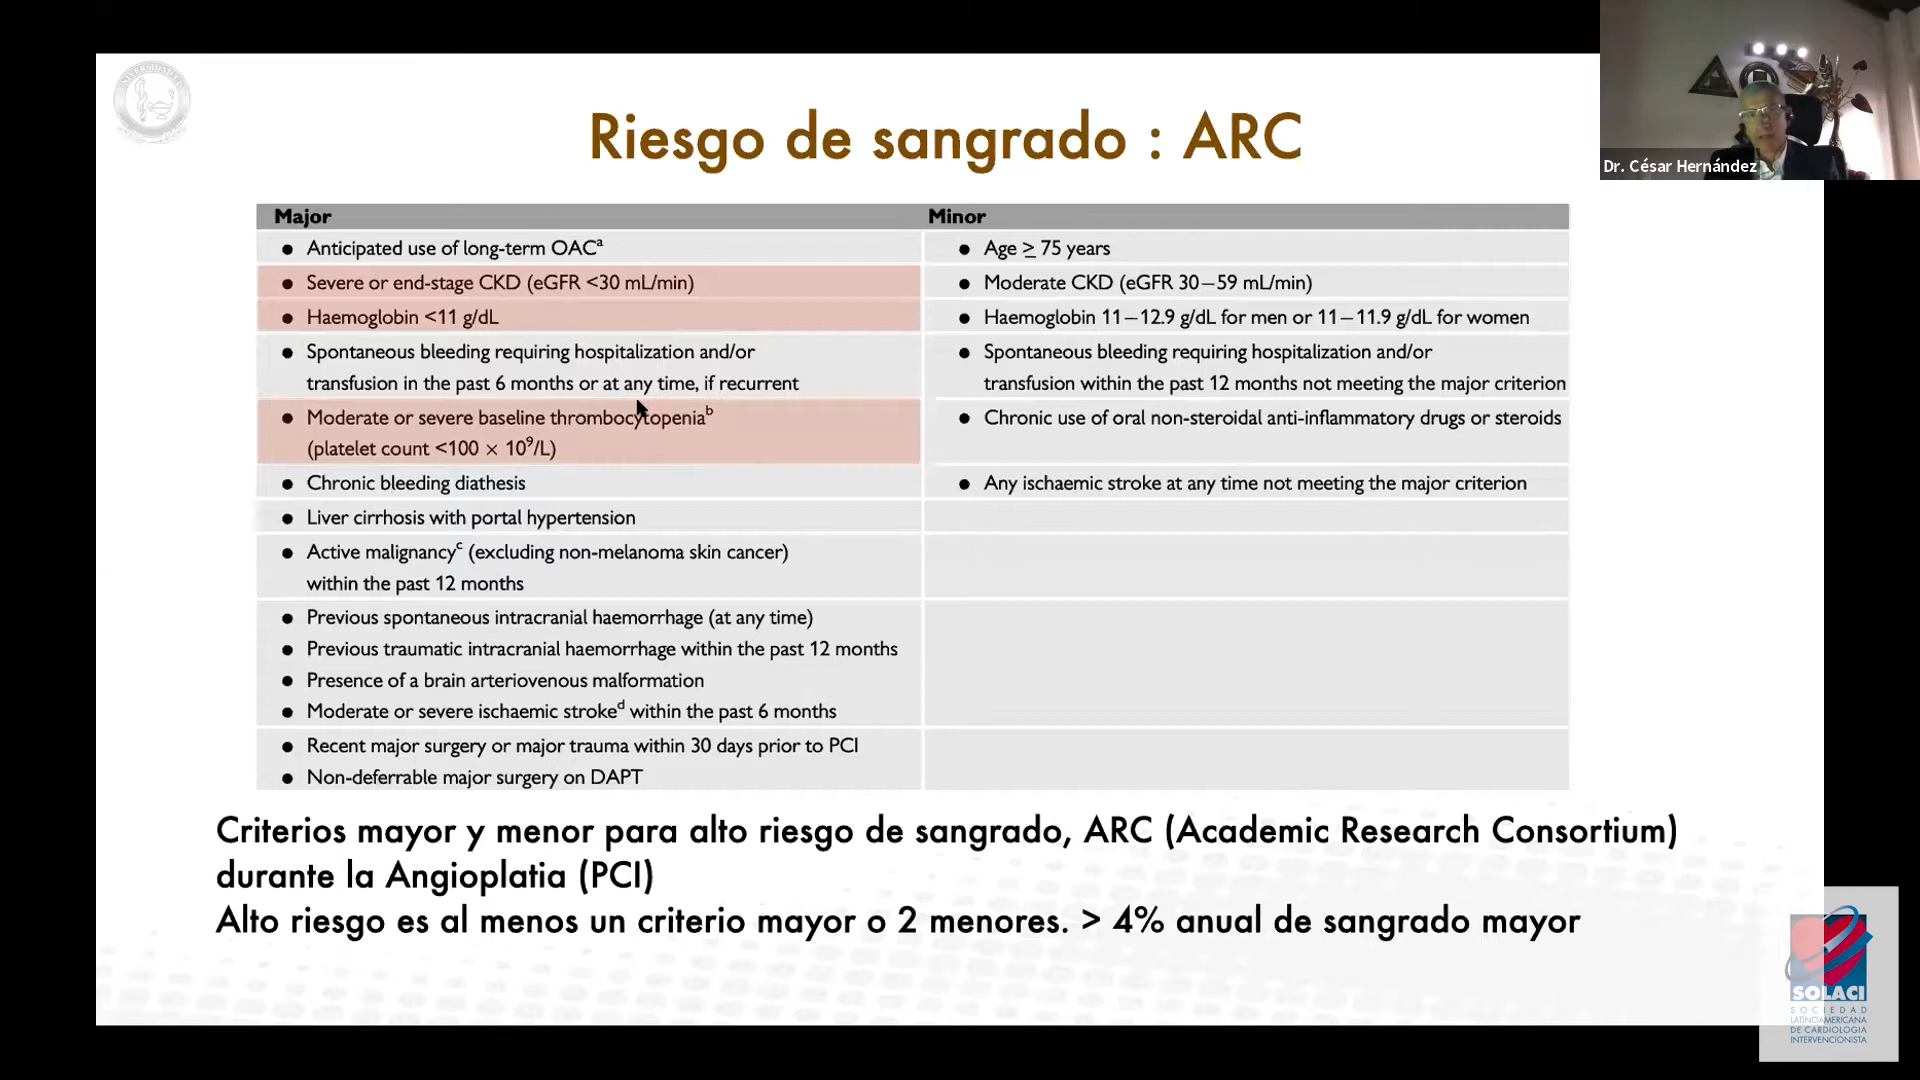 Riesgo de sangrado : ARC
Dr. César Hernández
Major
Minor
● Anticipated use of long-term OACᵃ
● Age ≥ 75 years
● Severe or end-stage CKD (eGFR <30 mL/min)
● Moderate CKD (eGFR 30–59 mL/min)
● Haemoglobin <11 g/dL
● Haemoglobin 11–12.9 g/dL for men or 11–11.9 g/dL for women
● Spontaneous bleeding requiring hospitalization and/or
transfusion in the past 6 months or at any time, if recurrent
● Spontaneous bleeding requiring hospitalization and/or
transfusion within the past 12 months not meeting the major criterion
● Moderate or severe baseline thrombocytopeniaᵇ
(platelet count <100 × 10⁹/L)
● Chronic use of oral non-steroidal anti-inflammatory drugs or steroids
● Chronic bleeding diathesis
● Any ischaemic stroke at any time not meeting the major criterion
● Liver cirrhosis with portal hypertension
● Active malignancyᶜ (excluding non-melanoma skin cancer)
within the past 12 months
● Previous spontaneous intracranial haemorrhage (at any time)
● Previous traumatic intracranial haemorrhage within the past 12 months
● Presence of a brain arteriovenous malformation
● Moderate or severe ischaemic strokeᵈ within the past 6 months
● Recent major surgery or major trauma within 30 days prior to PCI
● Non-deferrable major surgery on DAPT
Criterios mayor y menor para alto riesgo de sangrado, ARC (Academic Research Consortium)
durante la Angioplatia (PCI)
Alto riesgo es al menos un criterio mayor o 2 menores. > 4% anual de sangrado mayor
SOLACI
SOCIEDAD
LATINOAMERICANA
DE CARDIOLOGIA
INTERVENCIONISTA